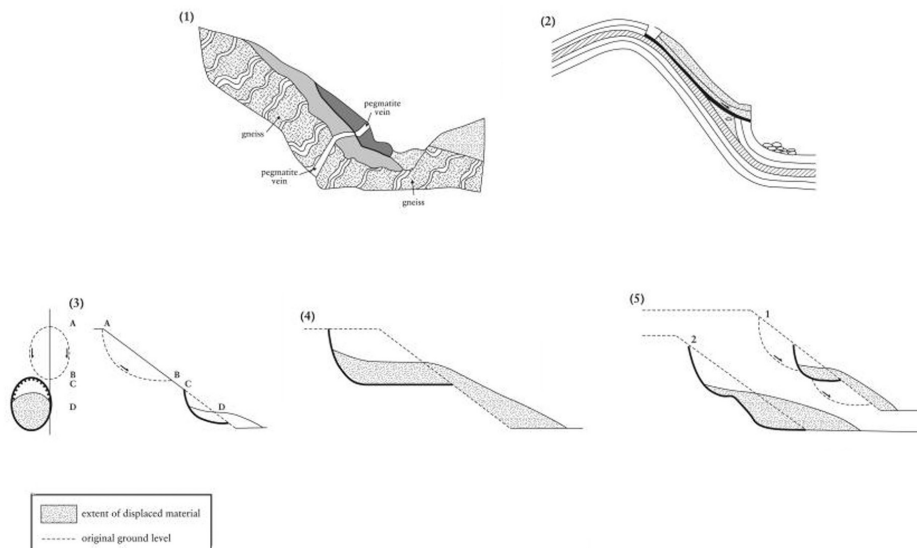 (1)
pegmatite
vein
gneiss
pegmatite
vein
gneiss
(2)
(3)
A
B
C
D
A
B
C
D
(4)
(5)
1
2
extent of displaced material
original ground level